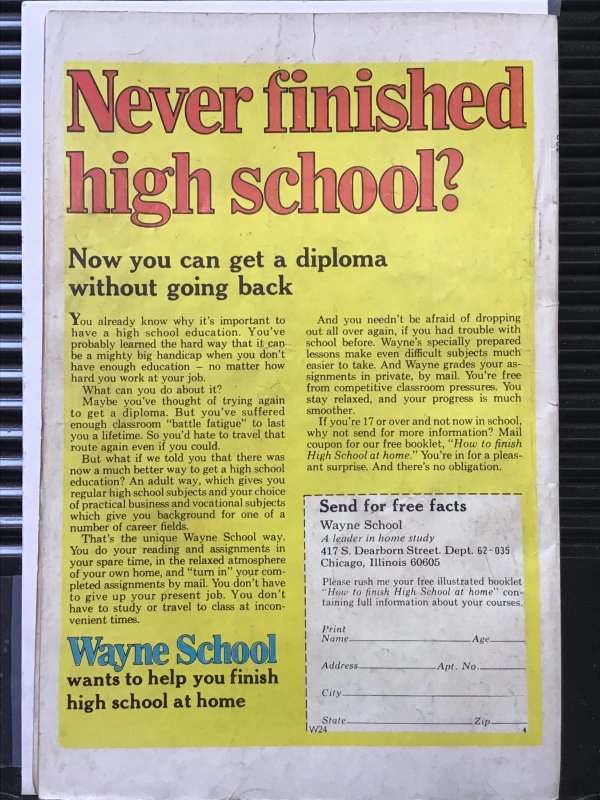 Never finished
high school?
Now you can get a diploma
without going back
You already know why it's important to
have a high school education. You've
probably learned the hard way that it can
be a mighty big handicap when you don't
have enough education — no matter how
hard you work at your job.
What can you do about it?
Maybe you've thought of trying again
to get a diploma. But you've suffered
enough classroom "battle fatigue" to last
you a lifetime. So you'd hate to travel that
route again even if you could.
But what if we told you that there was
now a much better way to get a high school
education? An adult way, which gives you
regular high school subjects and your choice
of practical business and vocational subjects
which give you background for one of a
number of career fields.
That's the unique Wayne School way.
You do your reading and assignments in
your spare time, in the relaxed atmosphere
of your own home, and "turn in" your com-
pleted assignments by mail. You don't have
to give up your present job. You don't
have to study or travel to class at incon-
venient times.
Wayne School
wants to help you finish
high school at home
And you needn't be afraid of dropping
out all over again, if you had trouble with
school before. Wayne's specially prepared
lessons make even difficult subjects much
easier to take. And Wayne grades your as-
signments in private, by mail. You're free
from competitive classroom pressures. You
stay relaxed, and your progress is much
smoother.
If you're 17 or over and not now in school,
why not send for more information? Mail
coupon for our free booklet, "How to finish
High School at home." You're in for a pleas-
ant surprise. And there's no obligation.
Send for free facts
Wayne School
A leader in home study
417 S. Dearborn Street. Dept. 62-035
Chicago, Illinois 60605
Please rush me your free illustrated booklet
"How to finish High School at home" con-
taining full information about your courses.
Print
Name Age
Address Apt. No.
City
State Zip
W24 4